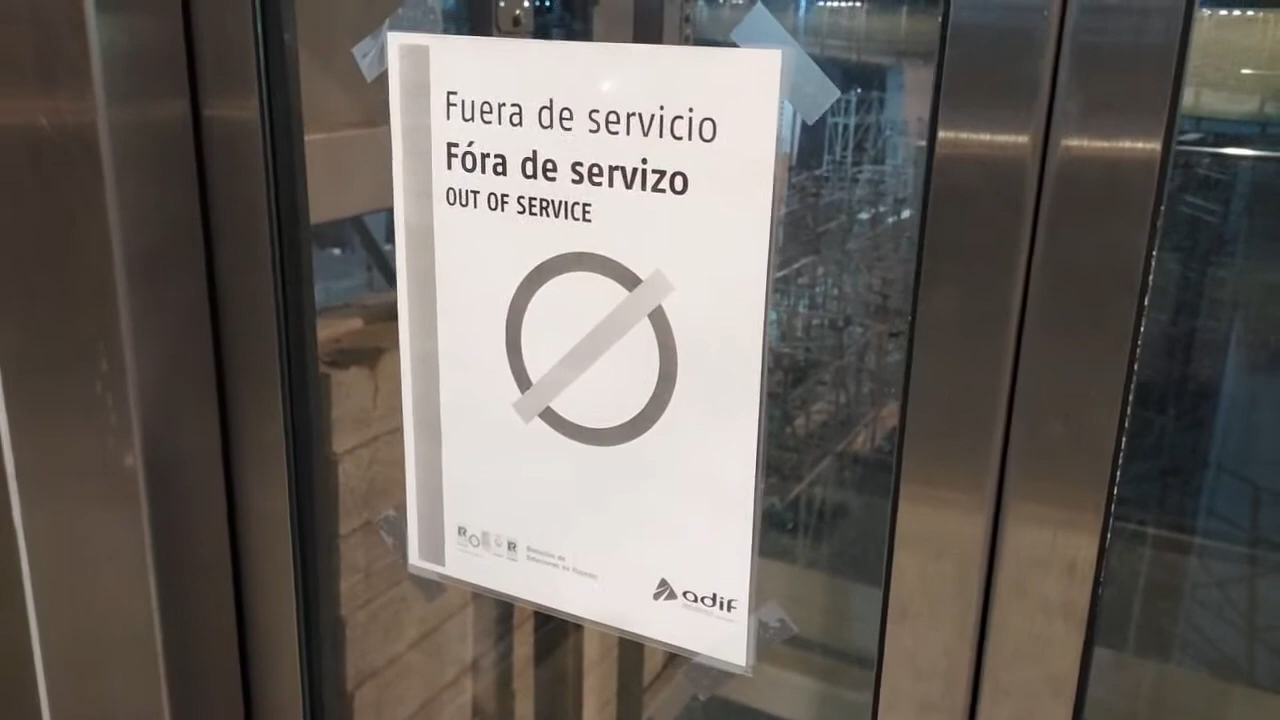 Fuera de servicio
Fóra de servizo
OUT OF SERVICE
adif